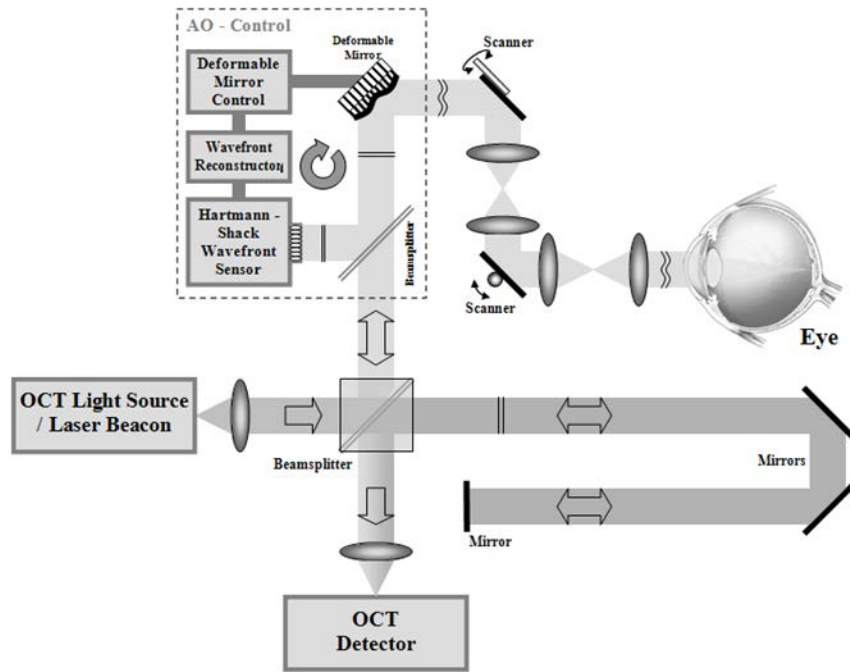 AO - Control
Deformable
Mirror
Scanner
Deformable
Mirror
Control
Wavefront
Reconstructor
Hartmann -
Shack
Wavefront
Sensor
Beamsplitter
Scanner
Eye
OCT Light Source
/ Laser Beacon
Beamsplitter
Mirrors
Mirror
OCT
Detector